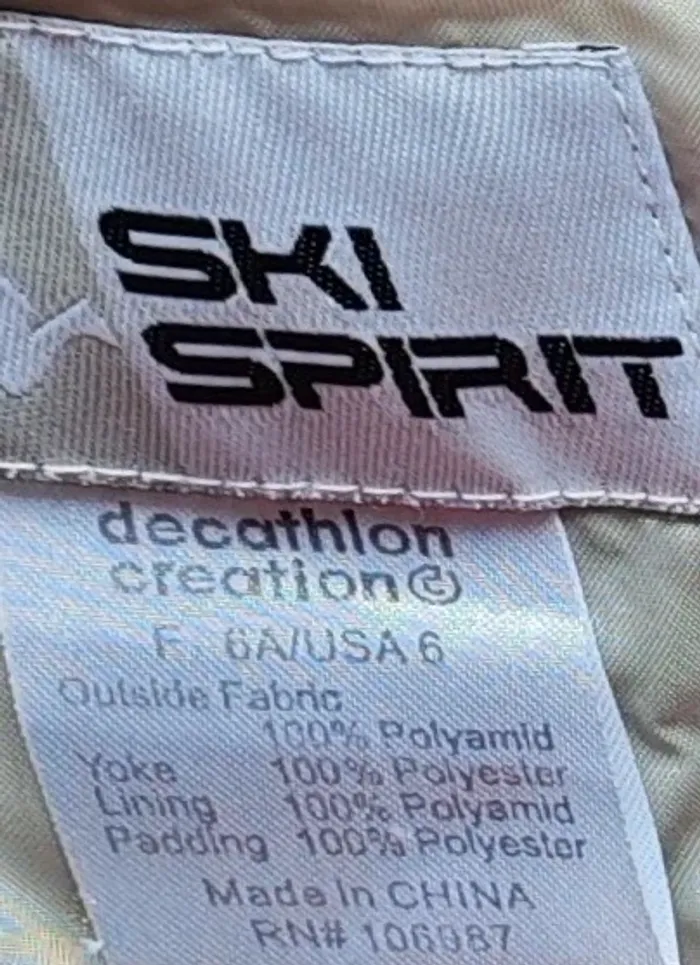 SKI
SPIRIT
decathlon
creation©
F. 6A/USA 6
Outside Fabric
100% Polyamid
Yoke 100% Polyester
Lining 100% Polyamid
Padding 100% Polyester
Made In CHINA
RN# 106987